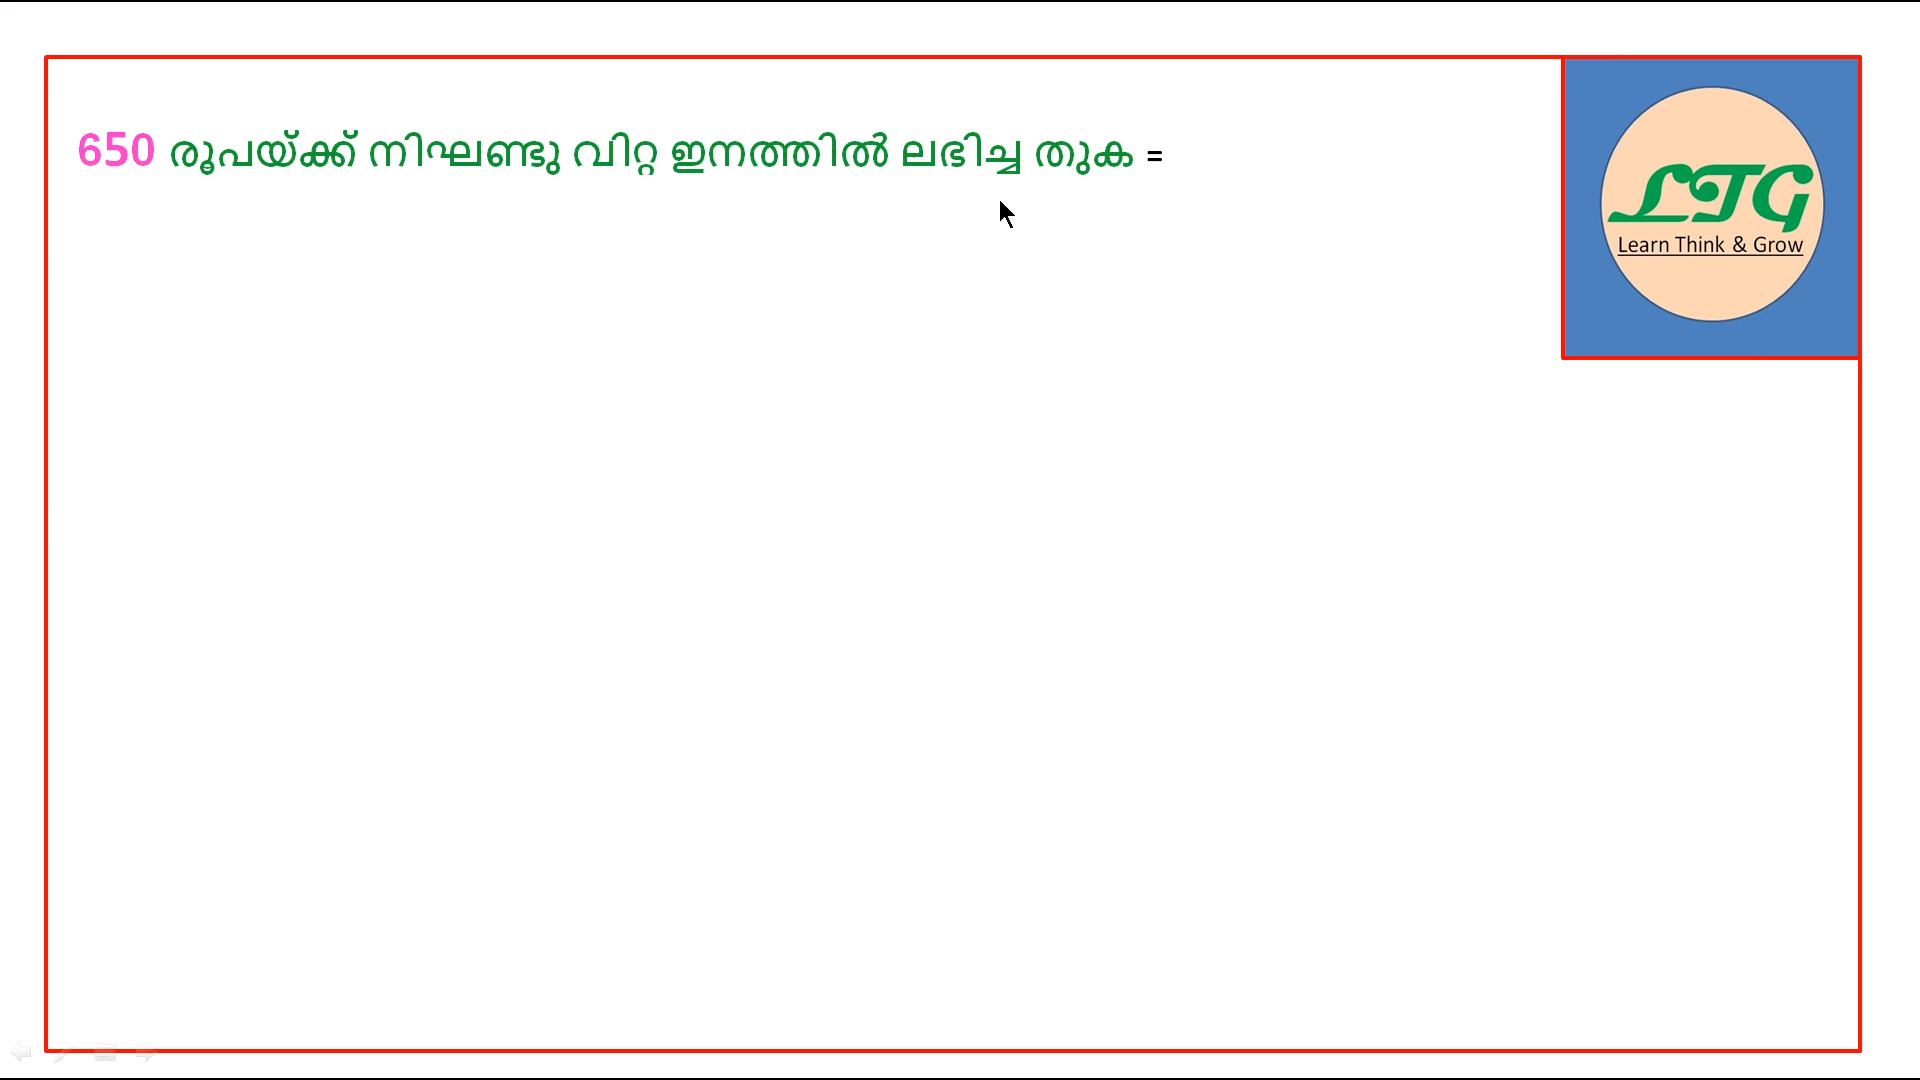 650 രൂപയ്ക്ക് നിഘണ്ടു വിറ്റ ഇനത്തിൽ ലഭിച്ച തുക =
LTG
Learn Think & Grow